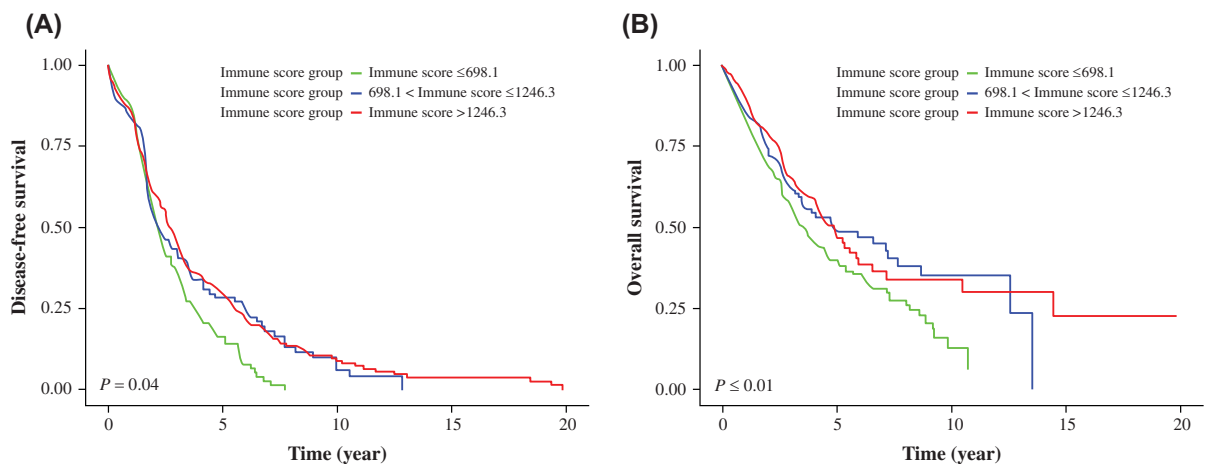 (A)
Disease-free survival
1.00
0.75
0.50
0.25
0.00
Immune score group Immune score ≤698.1
Immune score group 698.1 < Immune score ≤1246.3
Immune score group Immune score >1246.3
P = 0.04
0 5 10 15 20
Time (year)
(B)
Overall survival
1.00
0.75
0.50
0.25
0.00
Immune score group Immune score ≤698.1
Immune score group 698.1 < Immune score ≤1246.3
Immune score group Immune score >1246.3
P ≤ 0.01
0 5 10 15 20
Time (year)